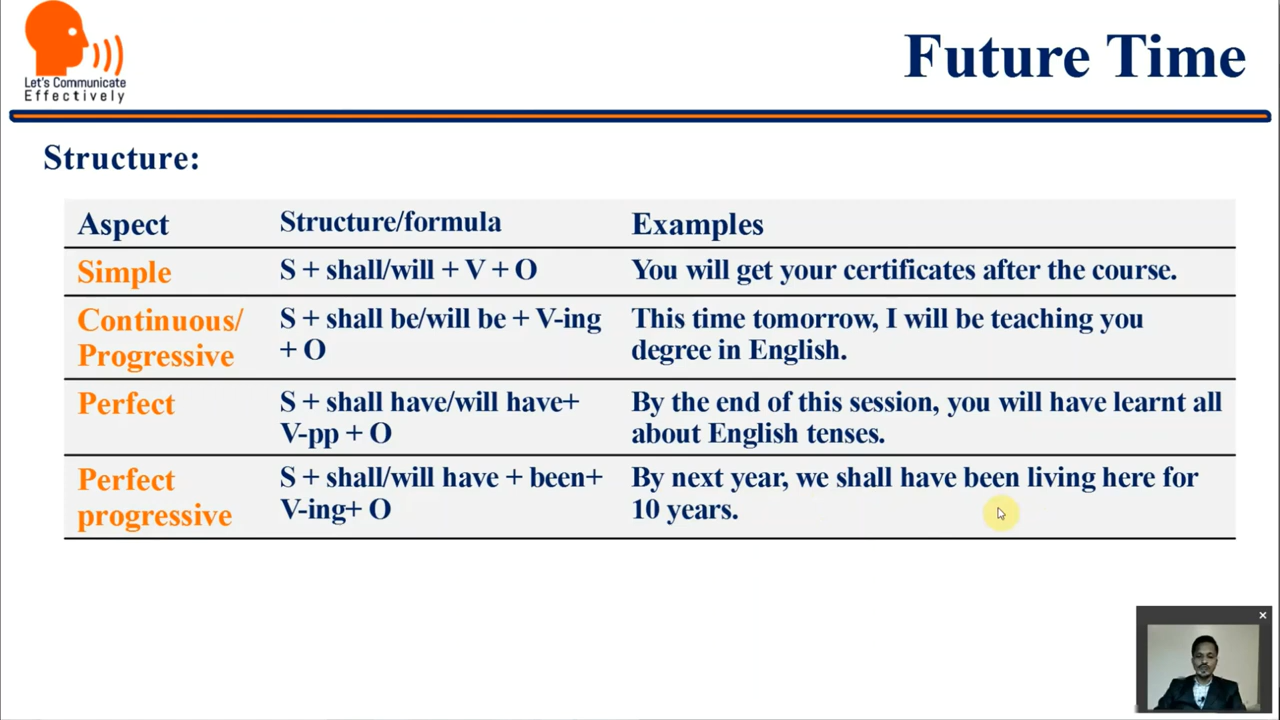 Let's Communicate
Effectively
Future Time
Structure:
Aspect Structure/formula Examples
Simple S + shall/will + V + O You will get your certificates after the course.
Continuous/ S + shall be/will be + V-ing This time tomorrow, I will be teaching you
Progressive + O degree in English.
Perfect S + shall have/will have+ By the end of this session, you will have learnt all
V-pp + O about English tenses.
Perfect S + shall/will have + been+ By next year, we shall have been living here for
progressive V-ing+ O 10 years.